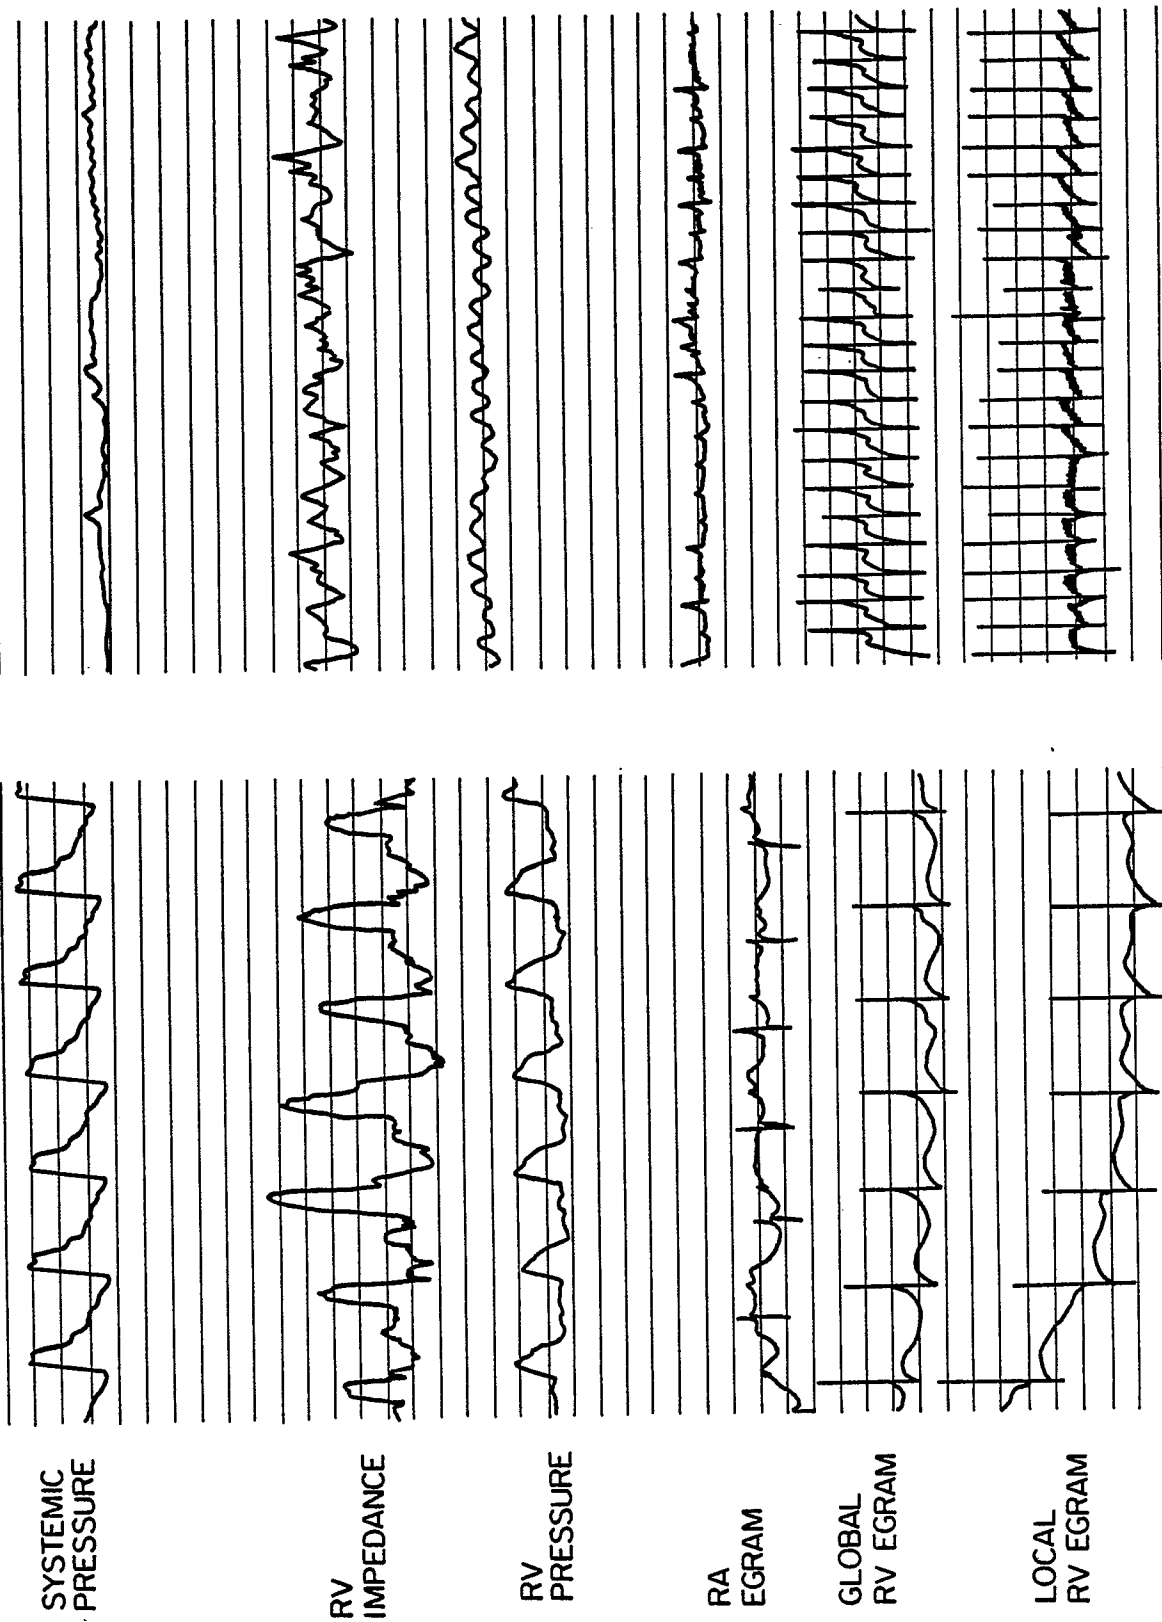 SYSTEMIC
PRESSURE
RV
IMPEDANCE
RV
PRESSURE
RA
EGRAM
GLOBAL
RV EGRAM
LOCAL
RV EGRAM